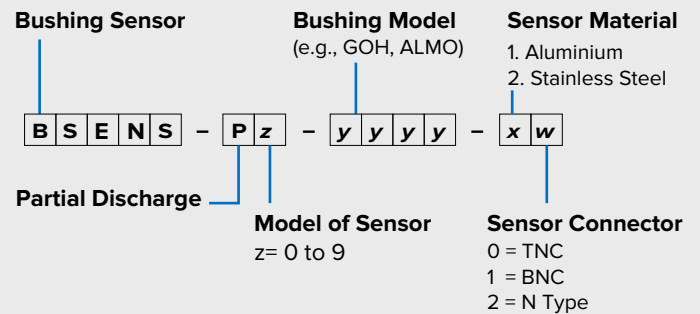 Bushing Sensor
Bushing Model
(e.g., GOH, ALMO)
Sensor Material
1. Aluminium
2. Stainless Steel
B S E N S – P z – y y y y – x w
Partial Discharge
Model of Sensor
z= 0 to 9
Sensor Connector
0 = TNC
1 = BNC
2 = N Type